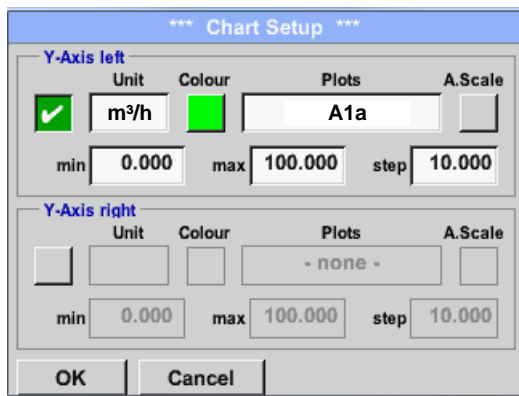 *** Chart Setup ***
Y-Axis left
Unit Colour Plots A.Scale
m³/h A1a
min 0.000 max 100.000 step 10.000
Y-Axis right
Unit Colour Plots A.Scale
- none -
min 0.000 max 100.000 step 10.000
OK Cancel